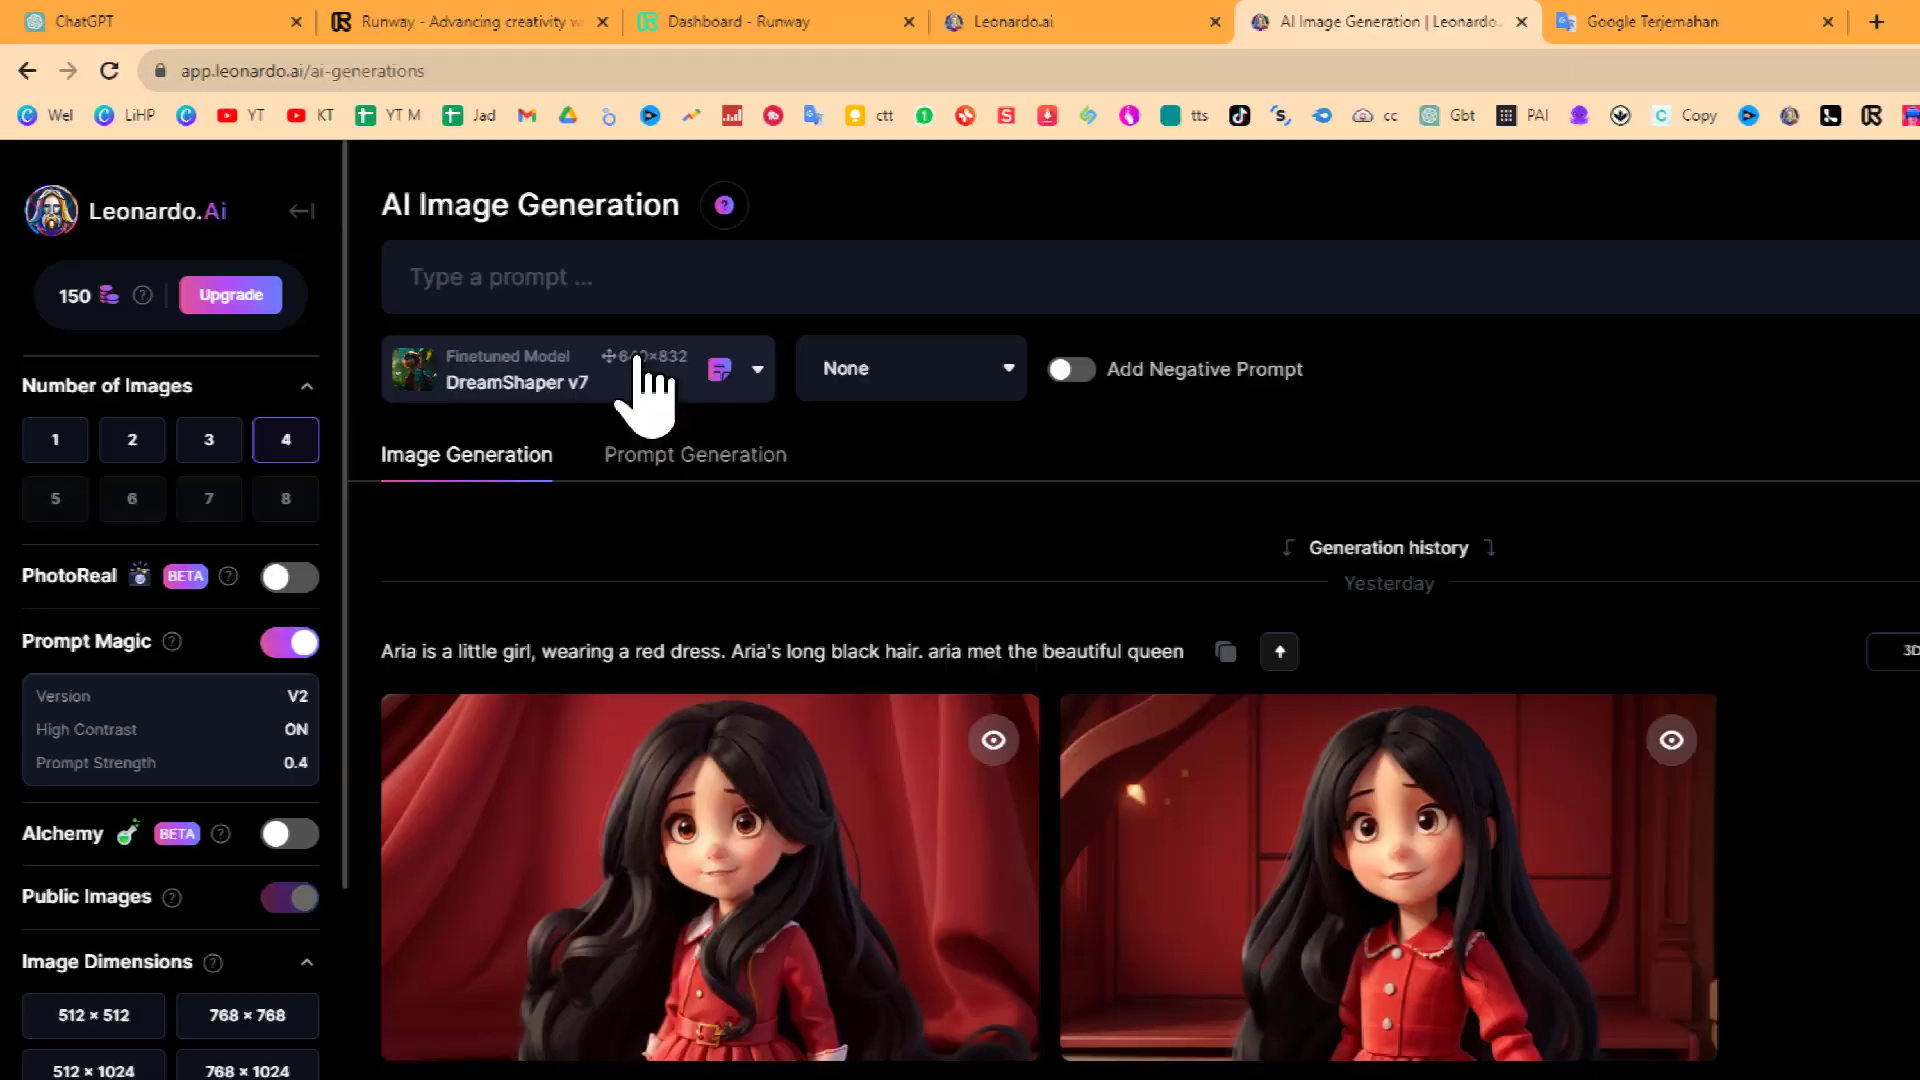 ChatGPT
Runway - Advancing creativity w
Dashboard - Runway
Leonardo.ai
AI Image Generation | Leonardo.
Google Terjemahan
app.leonardo.ai/ai-generations
Wel
LiHP
YT
KT
YT M
Jad
ctt
tts
cc
Gbt
PAI
Copy
Leonardo.Ai
150
Upgrade
Number of Images
1
2
3
4
5
6
7
8
PhotoReal
BETA
Prompt Magic
Version
V2
High Contrast
ON
Prompt Strength
0.4
Alchemy
BETA
Public Images
Image Dimensions
512 × 512
768 × 768
512 × 1024
768 × 1024
AI Image Generation
Type a prompt ...
Finetuned Model
DreamShaper v7
None
Add Negative Prompt
Image Generation
Prompt Generation
Generation history
Yesterday
Aria is a little girl, wearing a red dress. Aria's long black hair. aria met the beautiful queen
3D